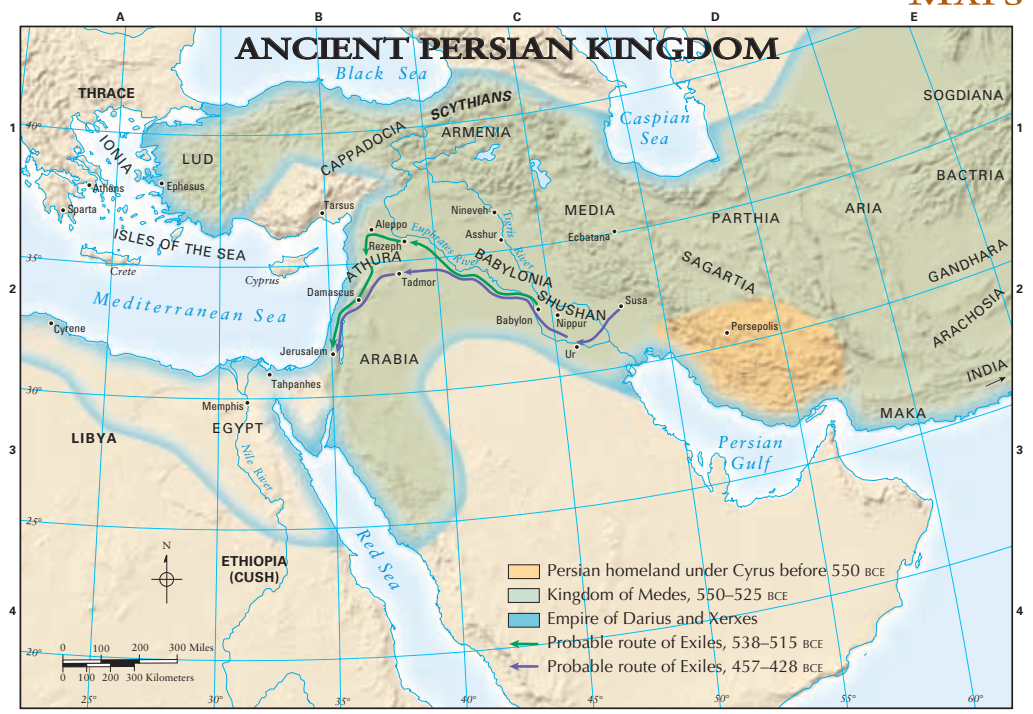 MAPS
A
B
C
D
E
ANCIENT PERSIAN KINGDOM
Black Sea
THRACE
SCYTHIANS
SOGDIANA
Caspian
Sea
1
1
40°
IONIA
LUD
CAPPADOCIA
ARMENIA
BACTRIA
Athens
Ephesus
Sparta
Tarsus
Nineveh
Tigris River
MEDIA
PARTHIA
ARIA
Aleppo
Asshur
Ecbatana
Euphrates River
Rezeph
ISLES OF THE SEA
GANDHARA
35°
Crete
Cyprus
ATHURA
Tadmor
BABYLONIA
SAGARTIA
2
2
Mediterranean Sea
Damascus
SHUSHAN
Susa
ARACHOSIA
Cyrene
Babylon
Nippur
Persepolis
Jerusalem
ARABIA
Ur
INDIA
30°
Tahpanhes
Memphis
MAKA
EGYPT
LIBYA
Persian
Gulf
3
3
Nile River
25°
Red Sea
N
ETHIOPIA
(CUSH)
Persian homeland under Cyrus before 550 BCE
Kingdom of Medes, 550–525 BCE
4
4
Empire of Darius and Xerxes
Probable route of Exiles, 538–515 BCE
Probable route of Exiles, 457–428 BCE
0 100 200 300 Miles
0 100 200 300 Kilometers
20°
25°
30°
35°
40°
45°
50°
55°
60°